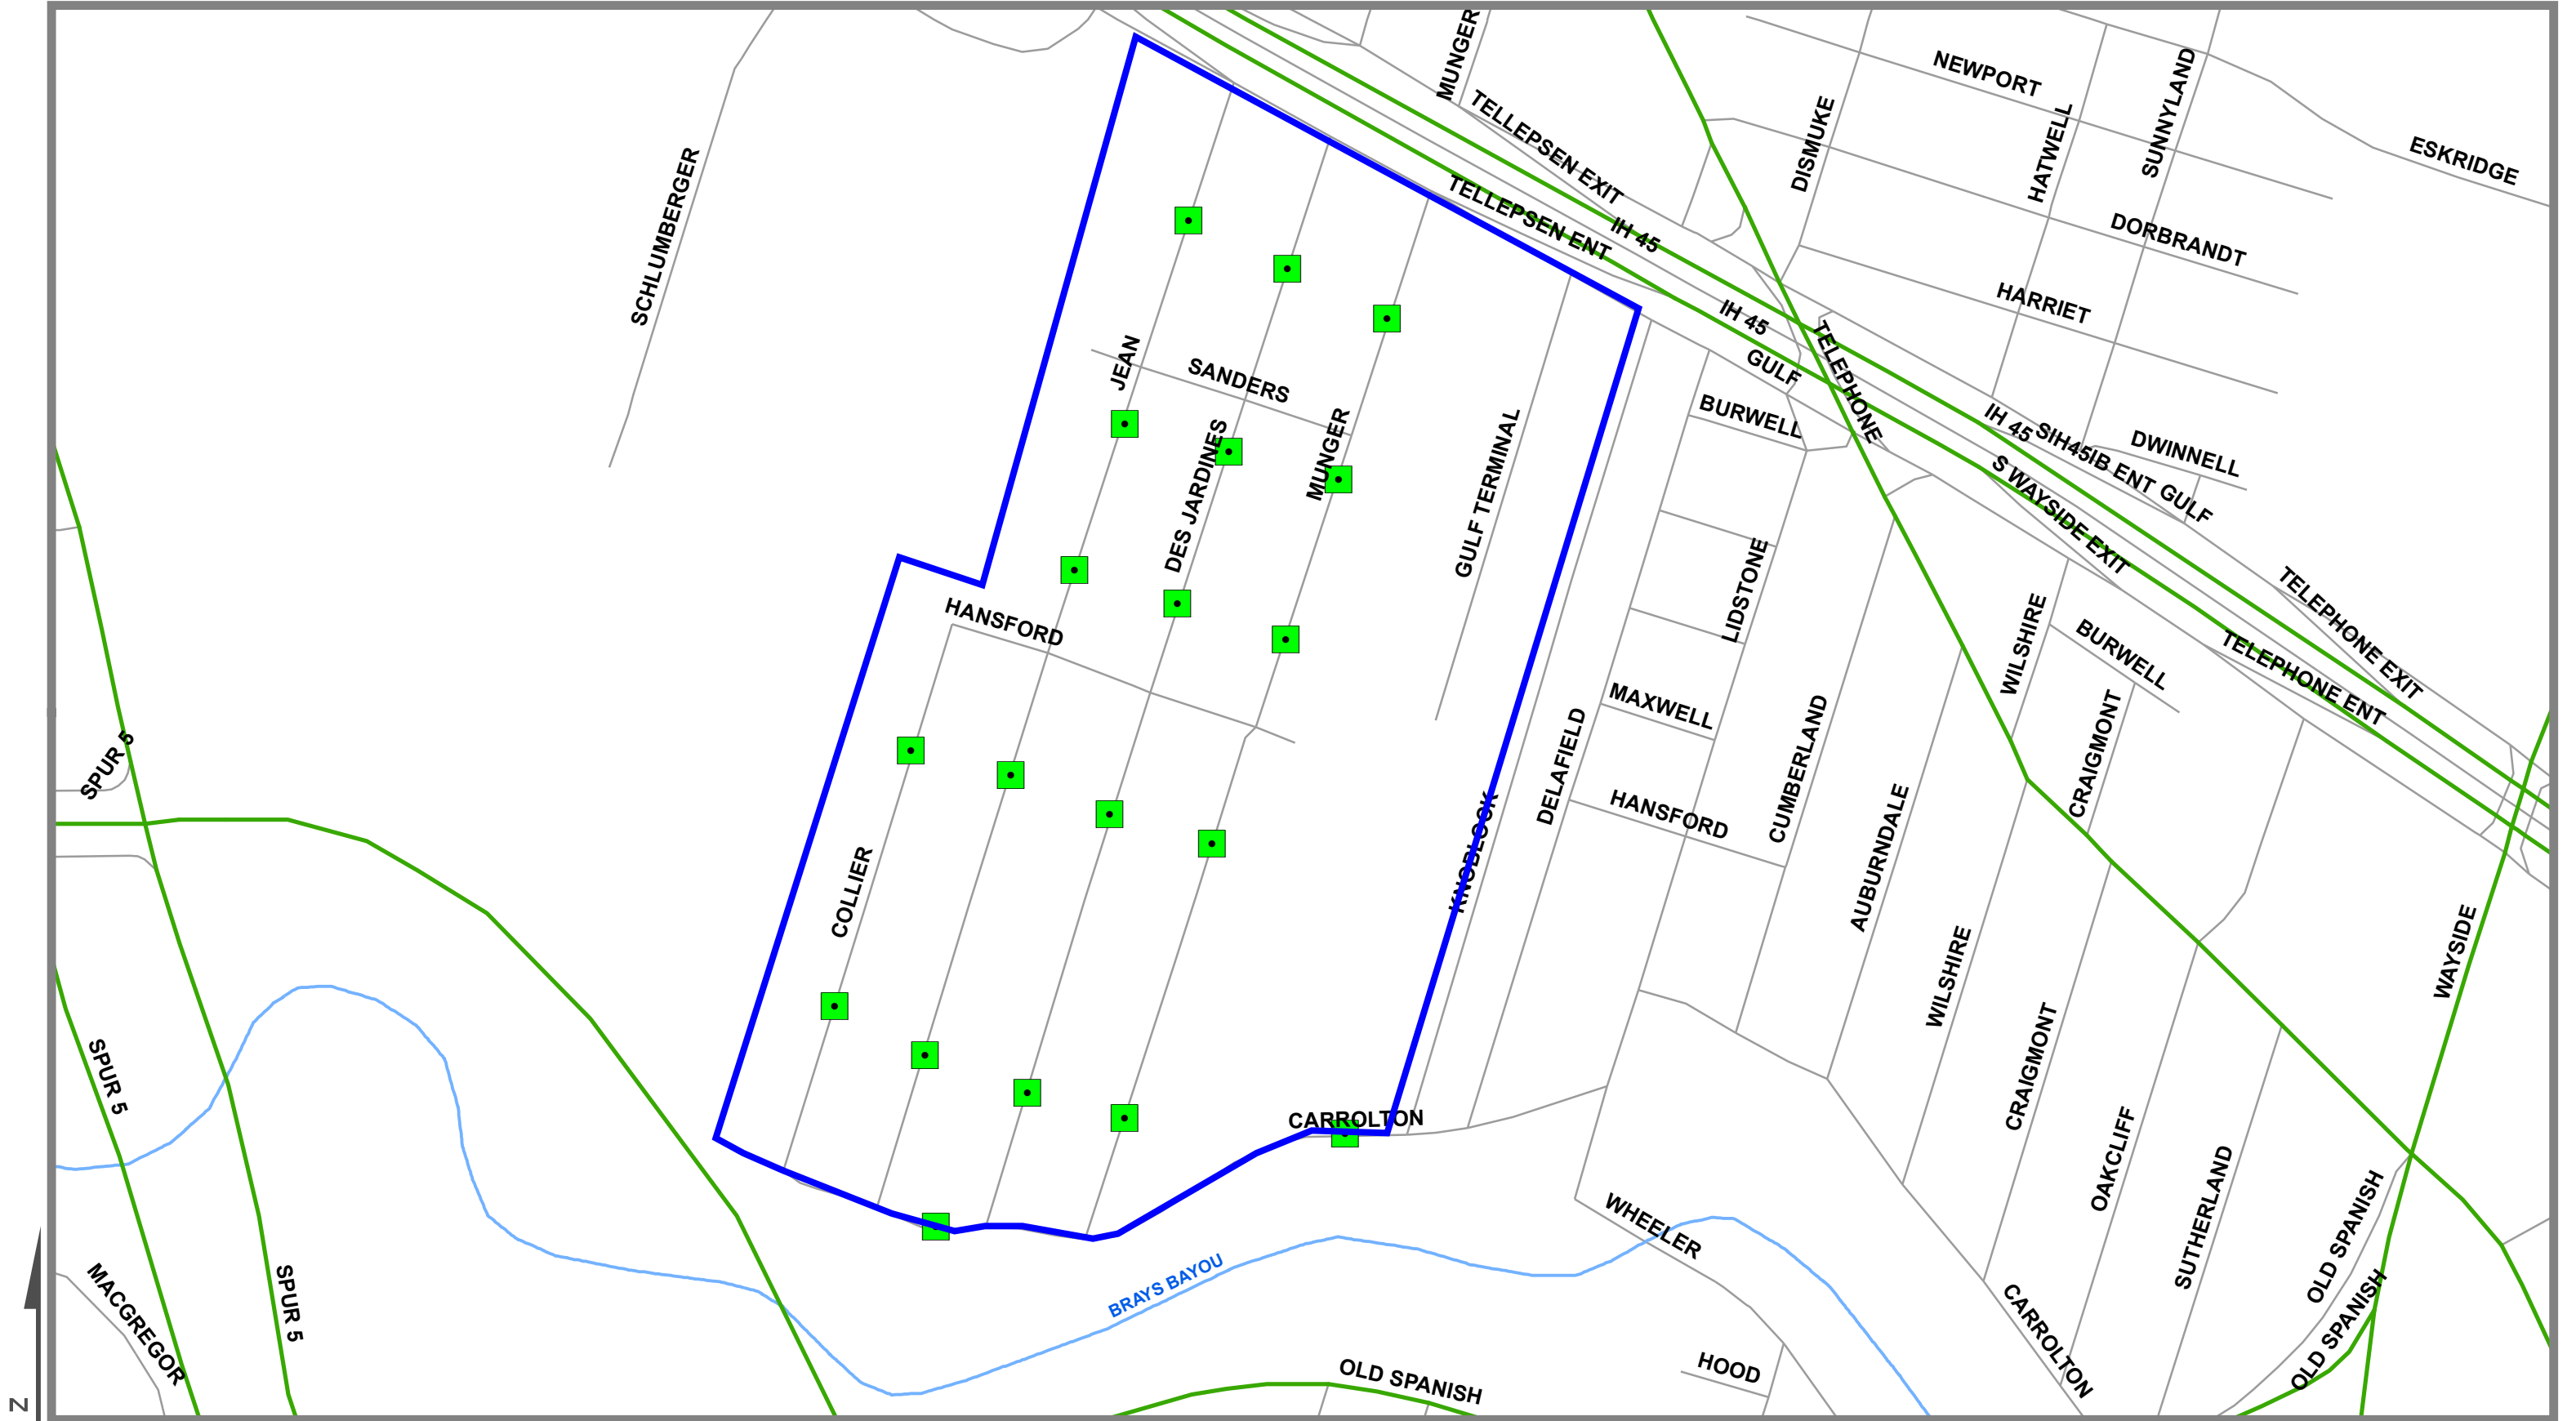 MUNGER
NEWPORT
SUNNYLAND
TELLEPSEN EXIT
DISMUKE
HATWELL
ESKRIDGE
SCHLUMBERGER
TELLEPSEN ENT
IH 45
DORBRANDT
HARRIET
IH 45
TELEPHONE
JEAN
SANDERS
GULF
BURWELL
MUNGER
DES JARDINES
GULF TERMINAL
IH 45
SIH45IB ENT GULF
DWINNELL
S WAYSIDE EXIT
LIDSTONE
TELEPHONE EXIT
HANSFORD
WILSHIRE
BURWELL
TELEPHONE ENT
MAXWELL
DELAFIELD
CUMBERLAND
CRAIGMONT
SPUR 5
KNOBLOCK
HANSFORD
AUBURNDALE
COLLIER
WILSHIRE
WAYSIDE
SPUR 5
CRAIGMONT
CARROLTON
OAKCLIFF
SUTHERLAND
OLD SPANISH
WHEELER
BRAYS BAYOU
MACGREGOR
SPUR 5
CARROLTON
OLD SPANISH
HOOD
OLD SPANISH
N